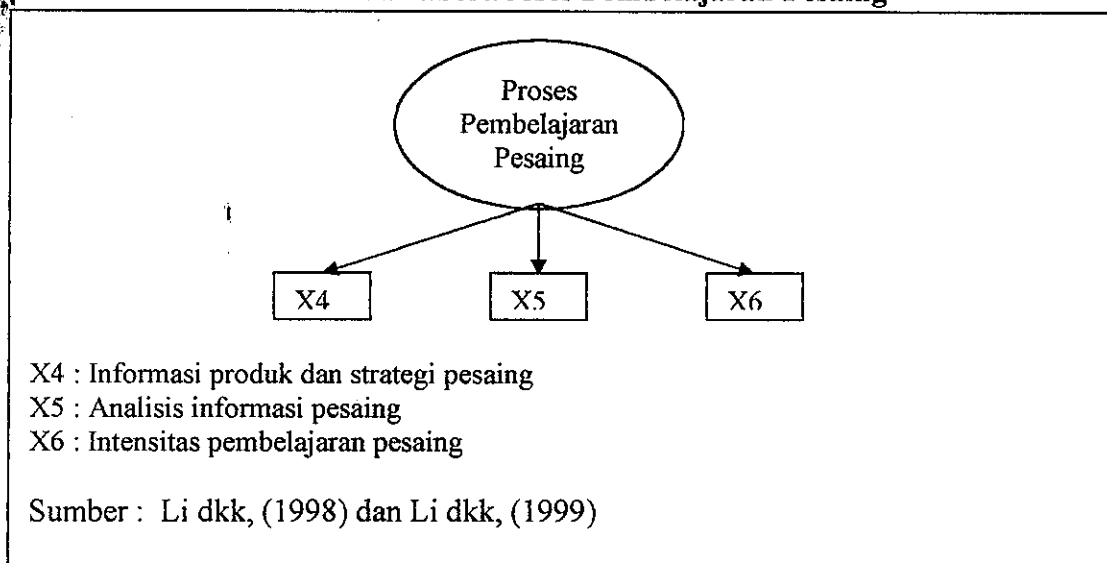 Proses
Pembelajaran
Pesaing
X4
X5
X6
X4 : Informasi produk dan strategi pesaing
X5 : Analisis informasi pesaing
X6 : Intensitas pembelajaran pesaing
Sumber : Li dkk, (1998) dan Li dkk, (1999)